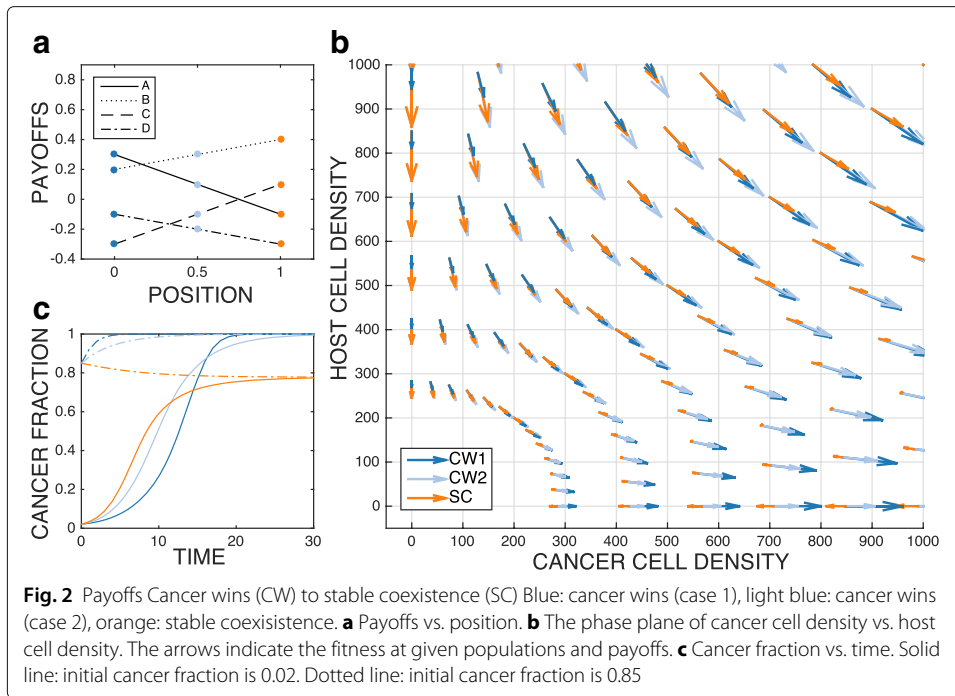 a
0.8
0.6
0.4
0.2
0
-0.2
-0.4
PAYOFFS
A
B
C
D
0 0.5 1
POSITION
b
1000
900
800
700
600
500
400
300
200
100
0
HOST CELL DENSITY
CW1
CW2
SC
0 100 200 300 400 500 600 700 800 900 1000
CANCER CELL DENSITY
c
1
0.8
0.6
0.4
0.2
0
CANCER FRACTION
0 10 20 30
TIME
Fig. 2 Payoffs Cancer wins (CW) to stable coexistence (SC) Blue: cancer wins (case 1), light blue: cancer wins
(case 2), orange: stable coexisistence. a Payoffs vs. position. b The phase plane of cancer cell density vs. host
cell density. The arrows indicate the fitness at given populations and payoffs. c Cancer fraction vs. time. Solid
line: initial cancer fraction is 0.02. Dotted line: initial cancer fraction is 0.85